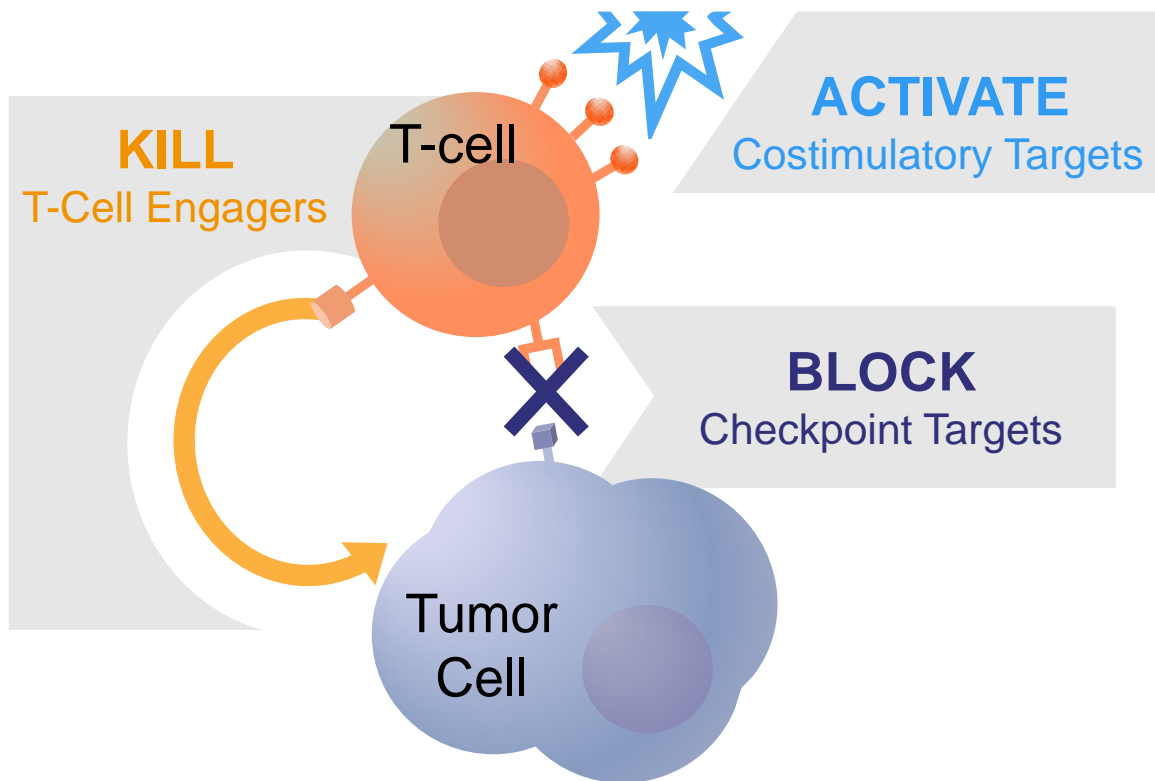 ACTIVATE
Costimulatory Targets
KILL
T-Cell Engagers
T-cell
BLOCK
Checkpoint Targets
Tumor
Cell